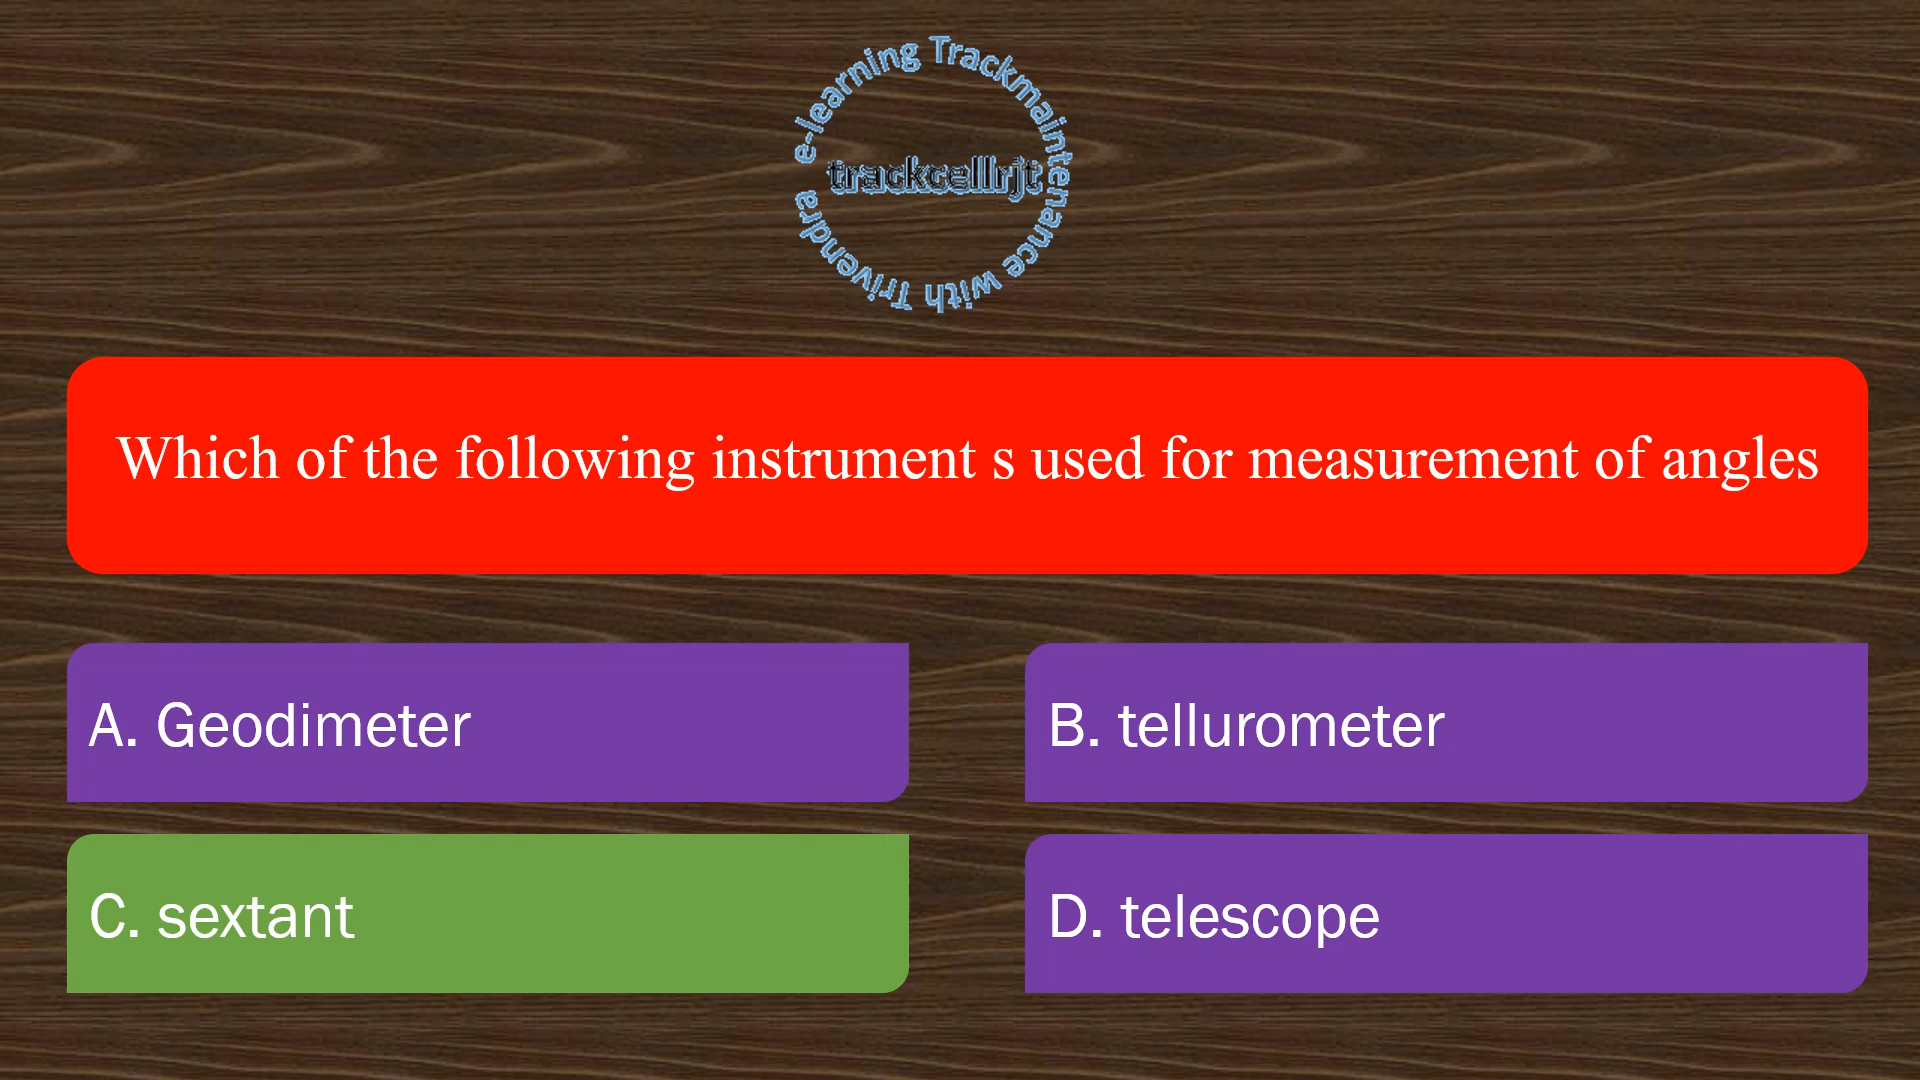 e-learning Trackmaintenance with Trivendra
trackcellrjt
Which of the following instrument s used for measurement of angles
A. Geodimeter
B. tellurometer
C. sextant
D. telescope